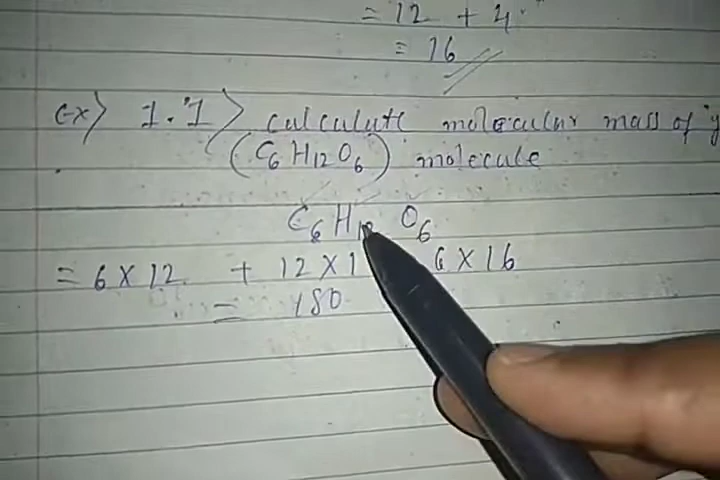 = 12 + 4
= 16
Ex) 1.1) calculate molecular mass of
(C6H12O6) molecule
C6H12 O6
= 6 X 12 + 12 X 1 6 X 16
= 180